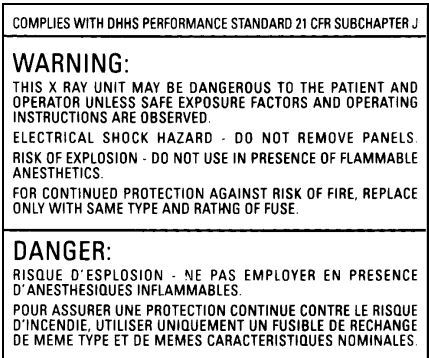 COMPLIES WITH DHHS PERFORMANCE STANDARD 21 CFR SUBCHAPTER J
WARNING:
THIS X RAY UNIT MAY BE DANGEROUS TO THE PATIENT AND
OPERATOR UNLESS SAFE EXPOSURE FACTORS AND OPERATING
INSTRUCTIONS ARE OBSERVED.
ELECTRICAL SHOCK HAZARD - DO NOT REMOVE PANELS.
RISK OF EXPLOSION - DO NOT USE IN PRESENCE OF FLAMMABLE
ANESTHETICS.
FOR CONTINUED PROTECTION AGAINST RISK OF FIRE, REPLACE
ONLY WITH SAME TYPE AND RATING OF FUSE.
DANGER:
RISQUE D'ESPLOSION - NE PAS EMPLOYER EN PRESENCE
D'ANESTHESIQUES INFLAMMABLES.
POUR ASSURER UNE PROTECTION CONTINUE CONTRE LE RISQUE
D'INCENDIE, UTILISER UNIQUEMENT UN FUSIBLE DE RECHANGE
DE MEME TYPE ET DE MEMES CARACTERISTIQUES NOMINALES.